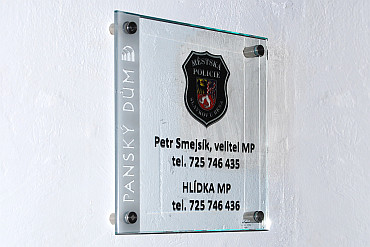 PANSKÝ DŮM
MĚSTSKÁ
POLICIE
Petr Smejsík, velitel MP
tel. 725 746 435
HLÍDKA MP
tel. 725 746 436